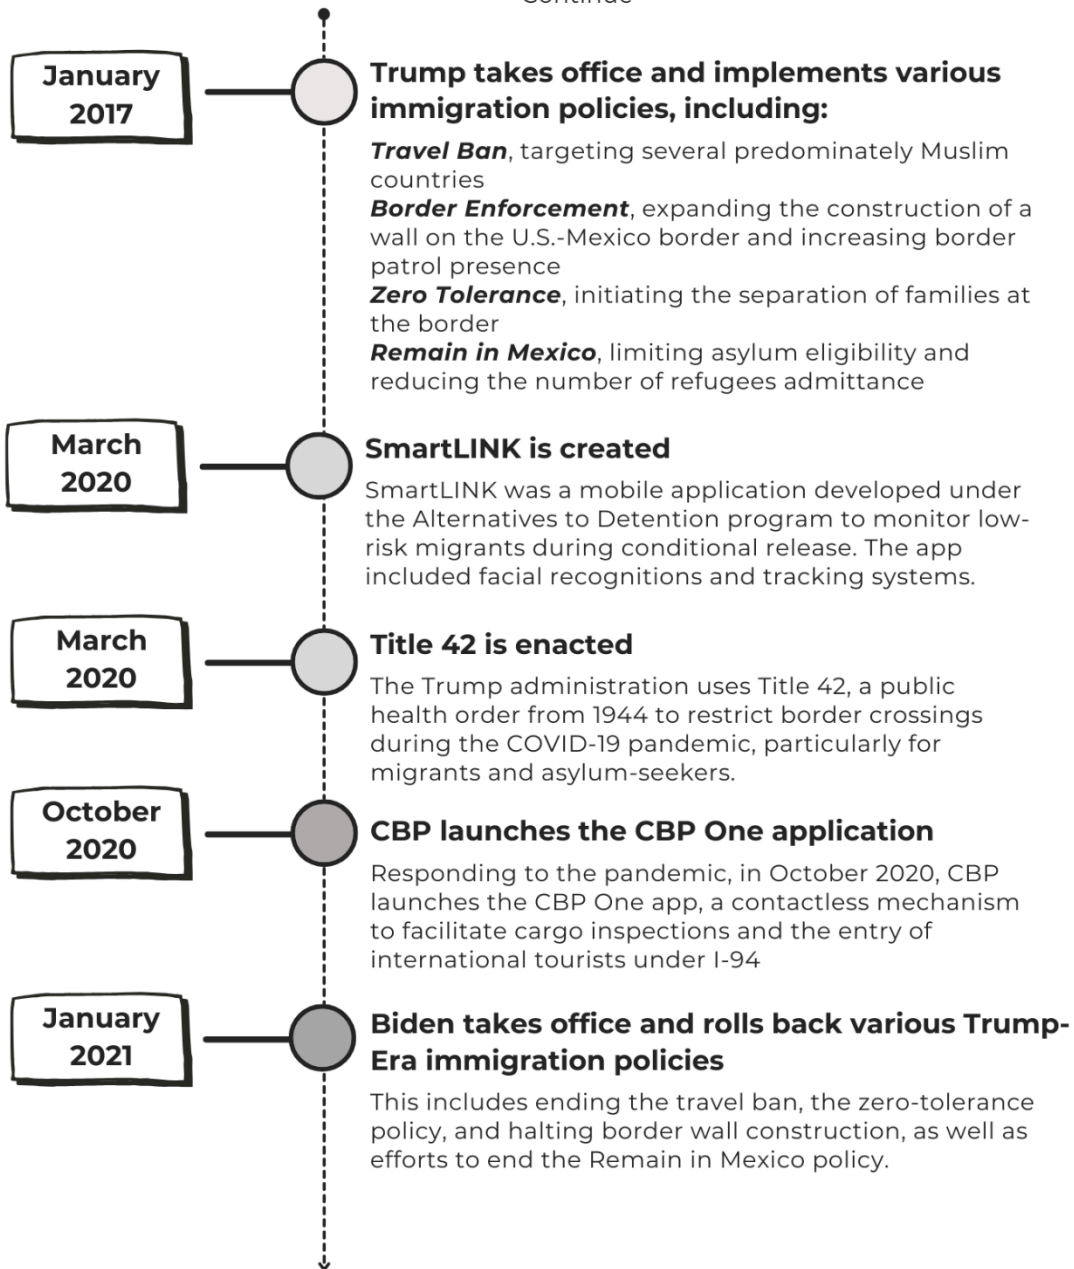 Continue
January
2017
Trump takes office and implements various
immigration policies, including:
Travel Ban, targeting several predominately Muslim
countries
Border Enforcement, expanding the construction of a
wall on the U.S.-Mexico border and increasing border
patrol presence
Zero Tolerance, initiating the separation of families at
the border
Remain in Mexico, limiting asylum eligibility and
reducing the number of refugees admittance
March
2020
SmartLINK is created
SmartLINK was a mobile application developed under
the Alternatives to Detention program to monitor low-
risk migrants during conditional release. The app
included facial recognitions and tracking systems.
March
2020
Title 42 is enacted
The Trump administration uses Title 42, a public
health order from 1944 to restrict border crossings
during the COVID-19 pandemic, particularly for
migrants and asylum-seekers.
October
2020
CBP launches the CBP One application
Responding to the pandemic, in October 2020, CBP
launches the CBP One app, a contactless mechanism
to facilitate cargo inspections and the entry of
international tourists under I-94
January
2021
Biden takes office and rolls back various Trump-
Era immigration policies
This includes ending the travel ban, the zero-tolerance
policy, and halting border wall construction, as well as
efforts to end the Remain in Mexico policy.